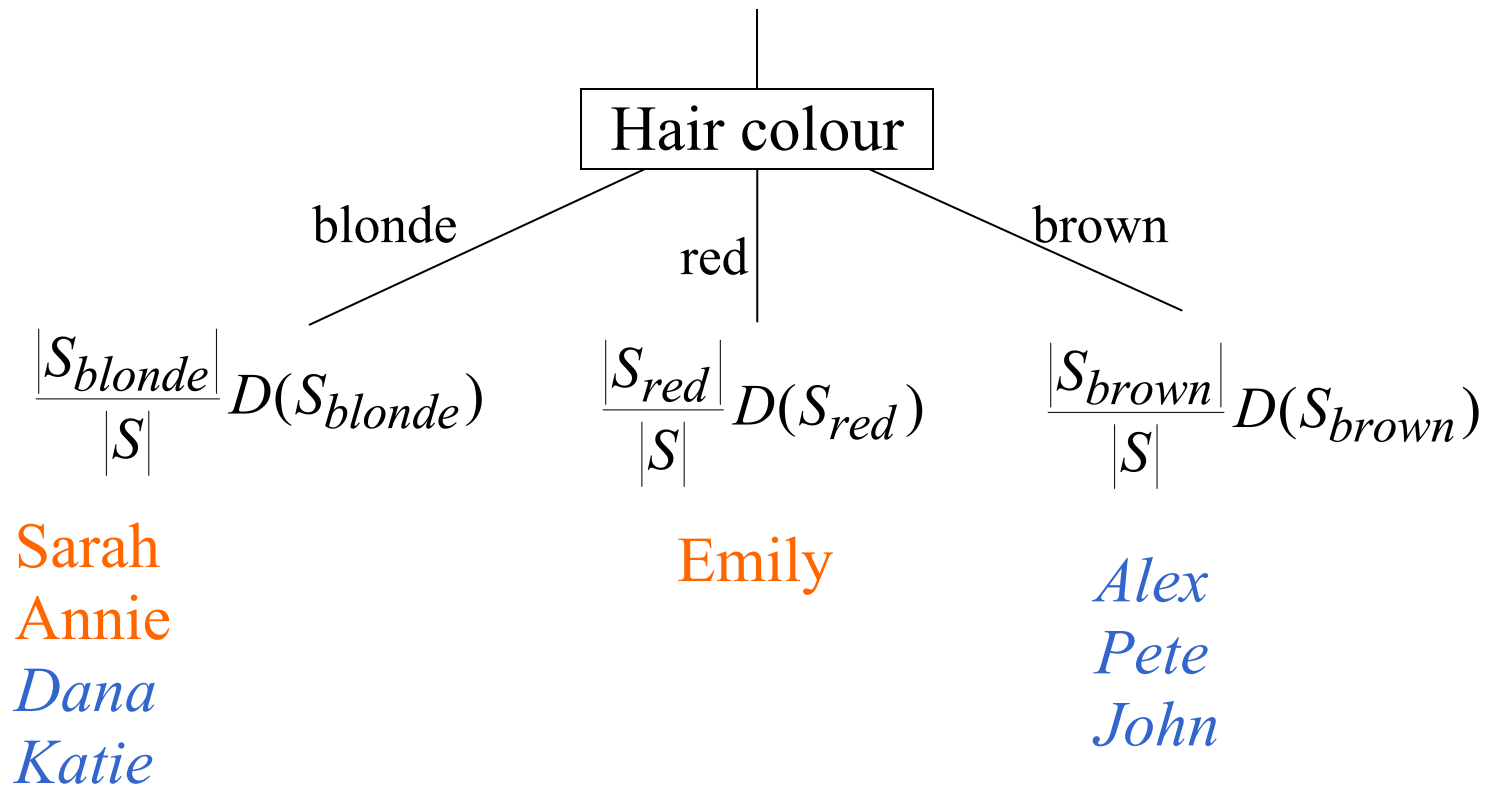 Hair colour
blonde
red
brown
|S_blonde|/|S| D(S_blonde)
|S_red|/|S| D(S_red)
|S_brown|/|S| D(S_brown)
Sarah
Annie
Dana
Katie
Emily
Alex
Pete
John